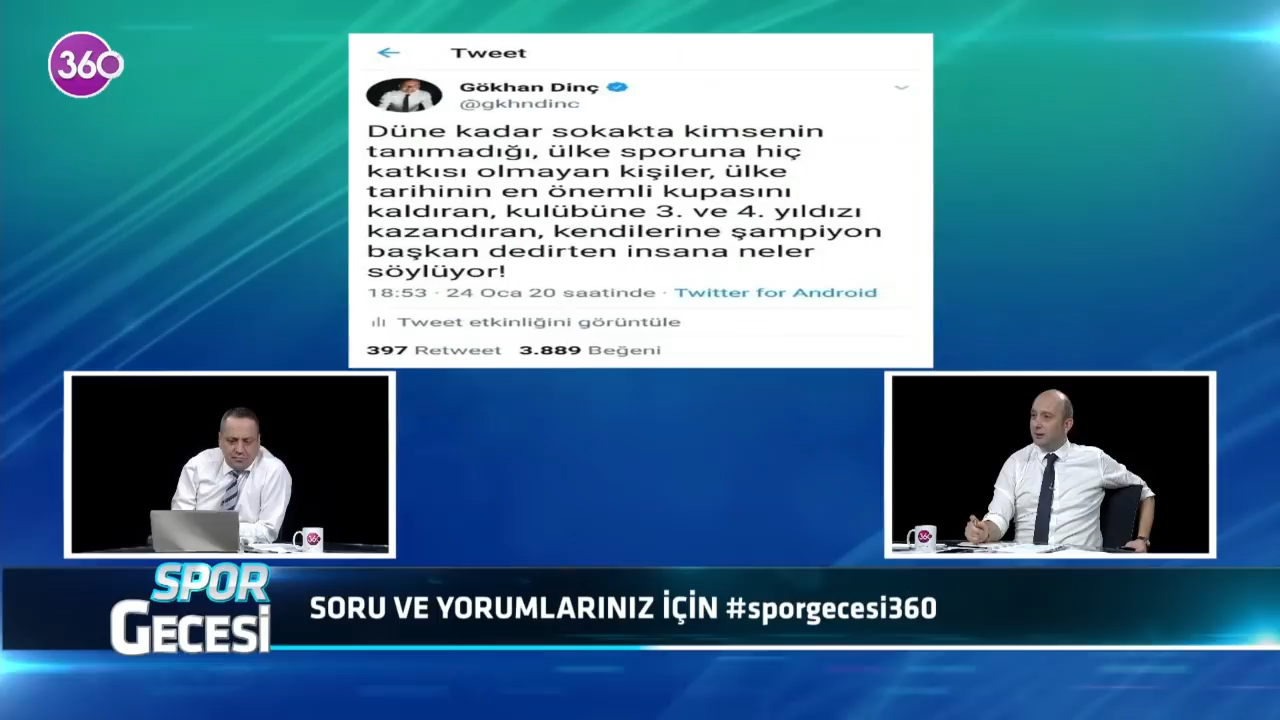 360
Tweet
Gökhan Dinç
@gkhndinc
Düne kadar sokakta kimsenin
tanımadığı, ülke sporuna hiç
katkısı olmayan kişiler, ülke
tarihinin en önemli kupasını
kaldıran, kulübüne 3. ve 4. yıldızı
kazandıran, kendilerine şampiyon
başkan dedirten insana neler
söylüyor!
18:53 · 24 Oca 20 saatinde · Twitter for Android
Tweet etkinliğini görüntüle
397 Retweet 3.889 Beğeni
360
360
SPOR
GECESİ
SORU VE YORUMLARINIZ İÇİN #sporgecesi360